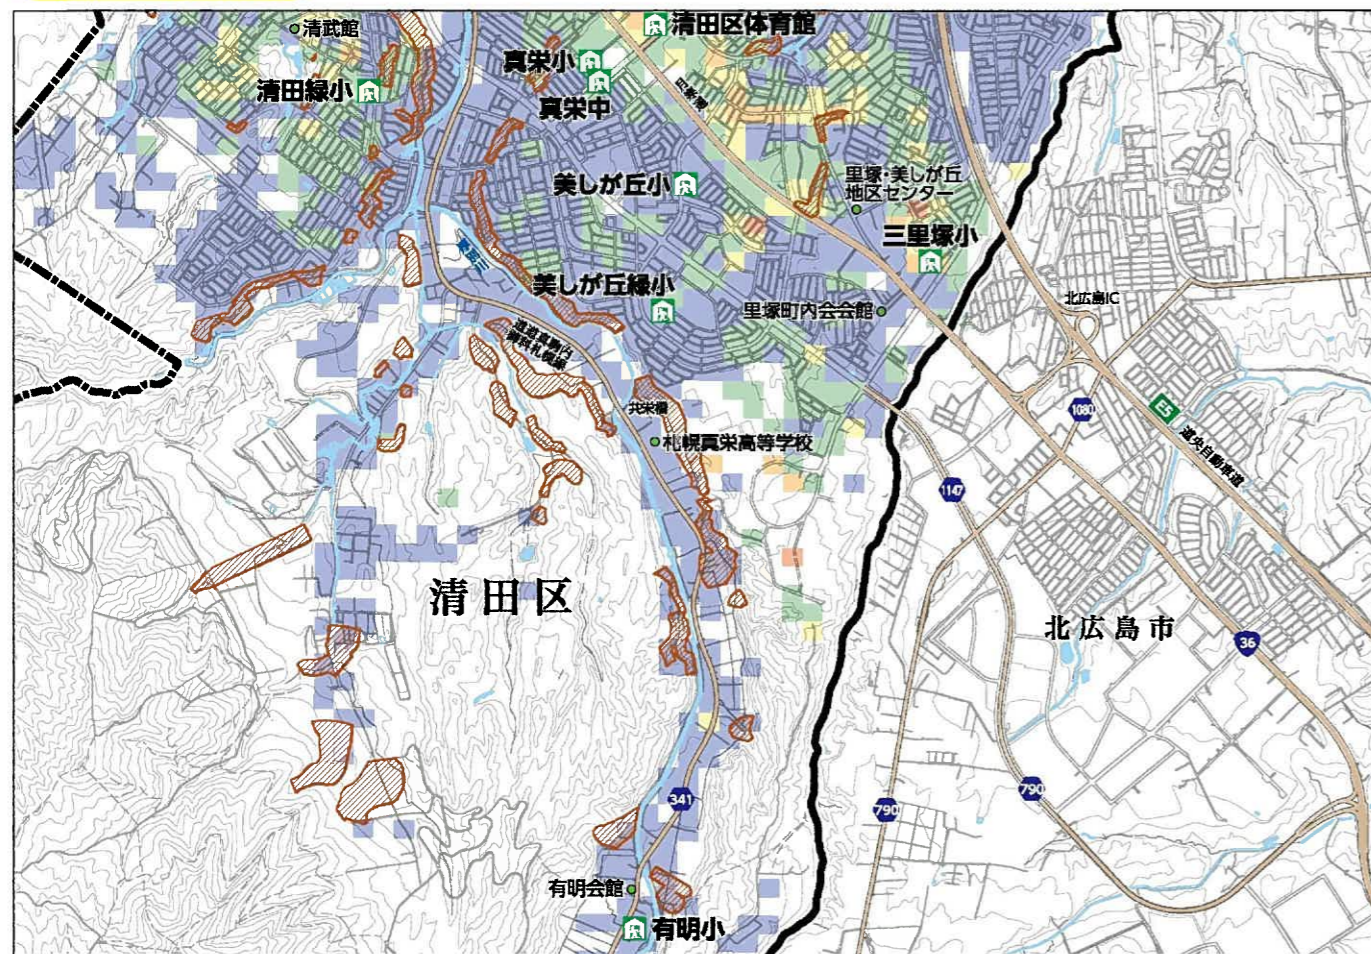 清武館
清田区体育館
真栄小
清田緑小
真栄中
美しが丘小
里塚・美しが丘
地区センター
三里塚小
美しが丘緑小
北広島IC
里塚町内会会館
共栄橋
1080
E5
道央自動車道
札幌真栄高等学校
1147
清田区
北広島市
36
341
790
790
有明会館
有明小